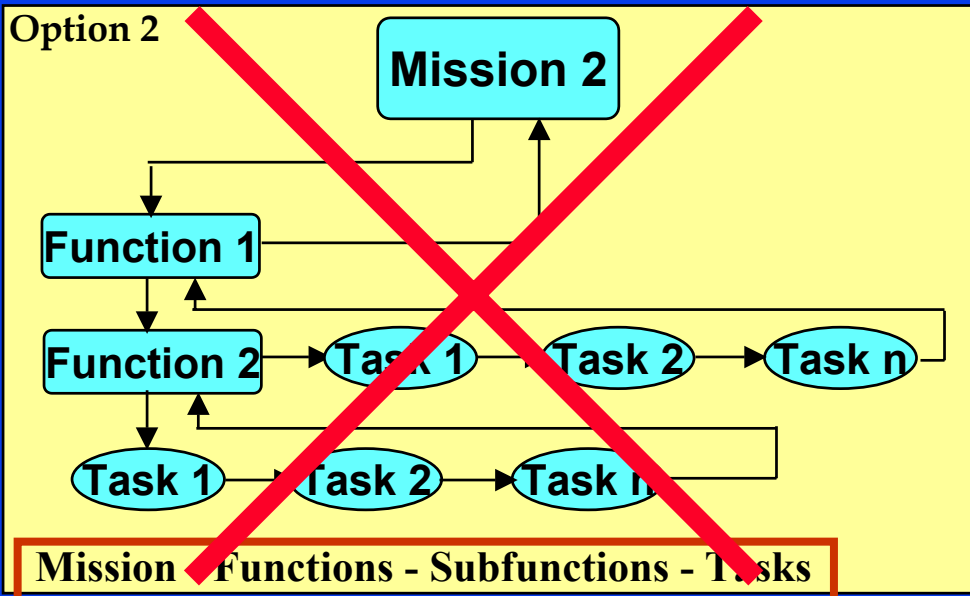 Option 2
Mission 2
Function 1
Function 2
Task 1
Task 2
Task n
Task 1
Task 2
Task n
Mission - Functions - Subfunctions - Tasks